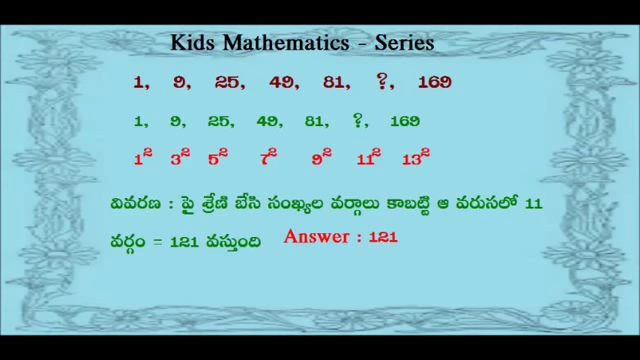 Kids Mathematics - Series
1, 9, 25, 49, 81, ?, 169
1, 9, 25, 49, 81, ?, 169
1² 3² 5² 7² 9² 11² 13²
వివరణ : పై శ్రేణి బేసి సంఖ్యల వర్గాలు కాబట్టి ఆ వరుసలో 11
వర్గం = 121 వస్తుంది Answer : 121